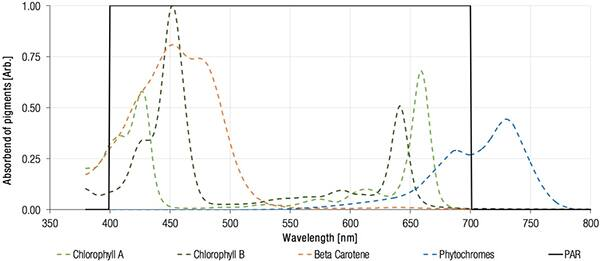 Absorbend of pigments [Arb.]
1.00
0.75
0.50
0.25
0.00
350 400 450 500 550 600 650 700 750 800
Wavelength [nm]
Chlorophyll A Chlorophyll B Beta Carotene Phytochromes PAR